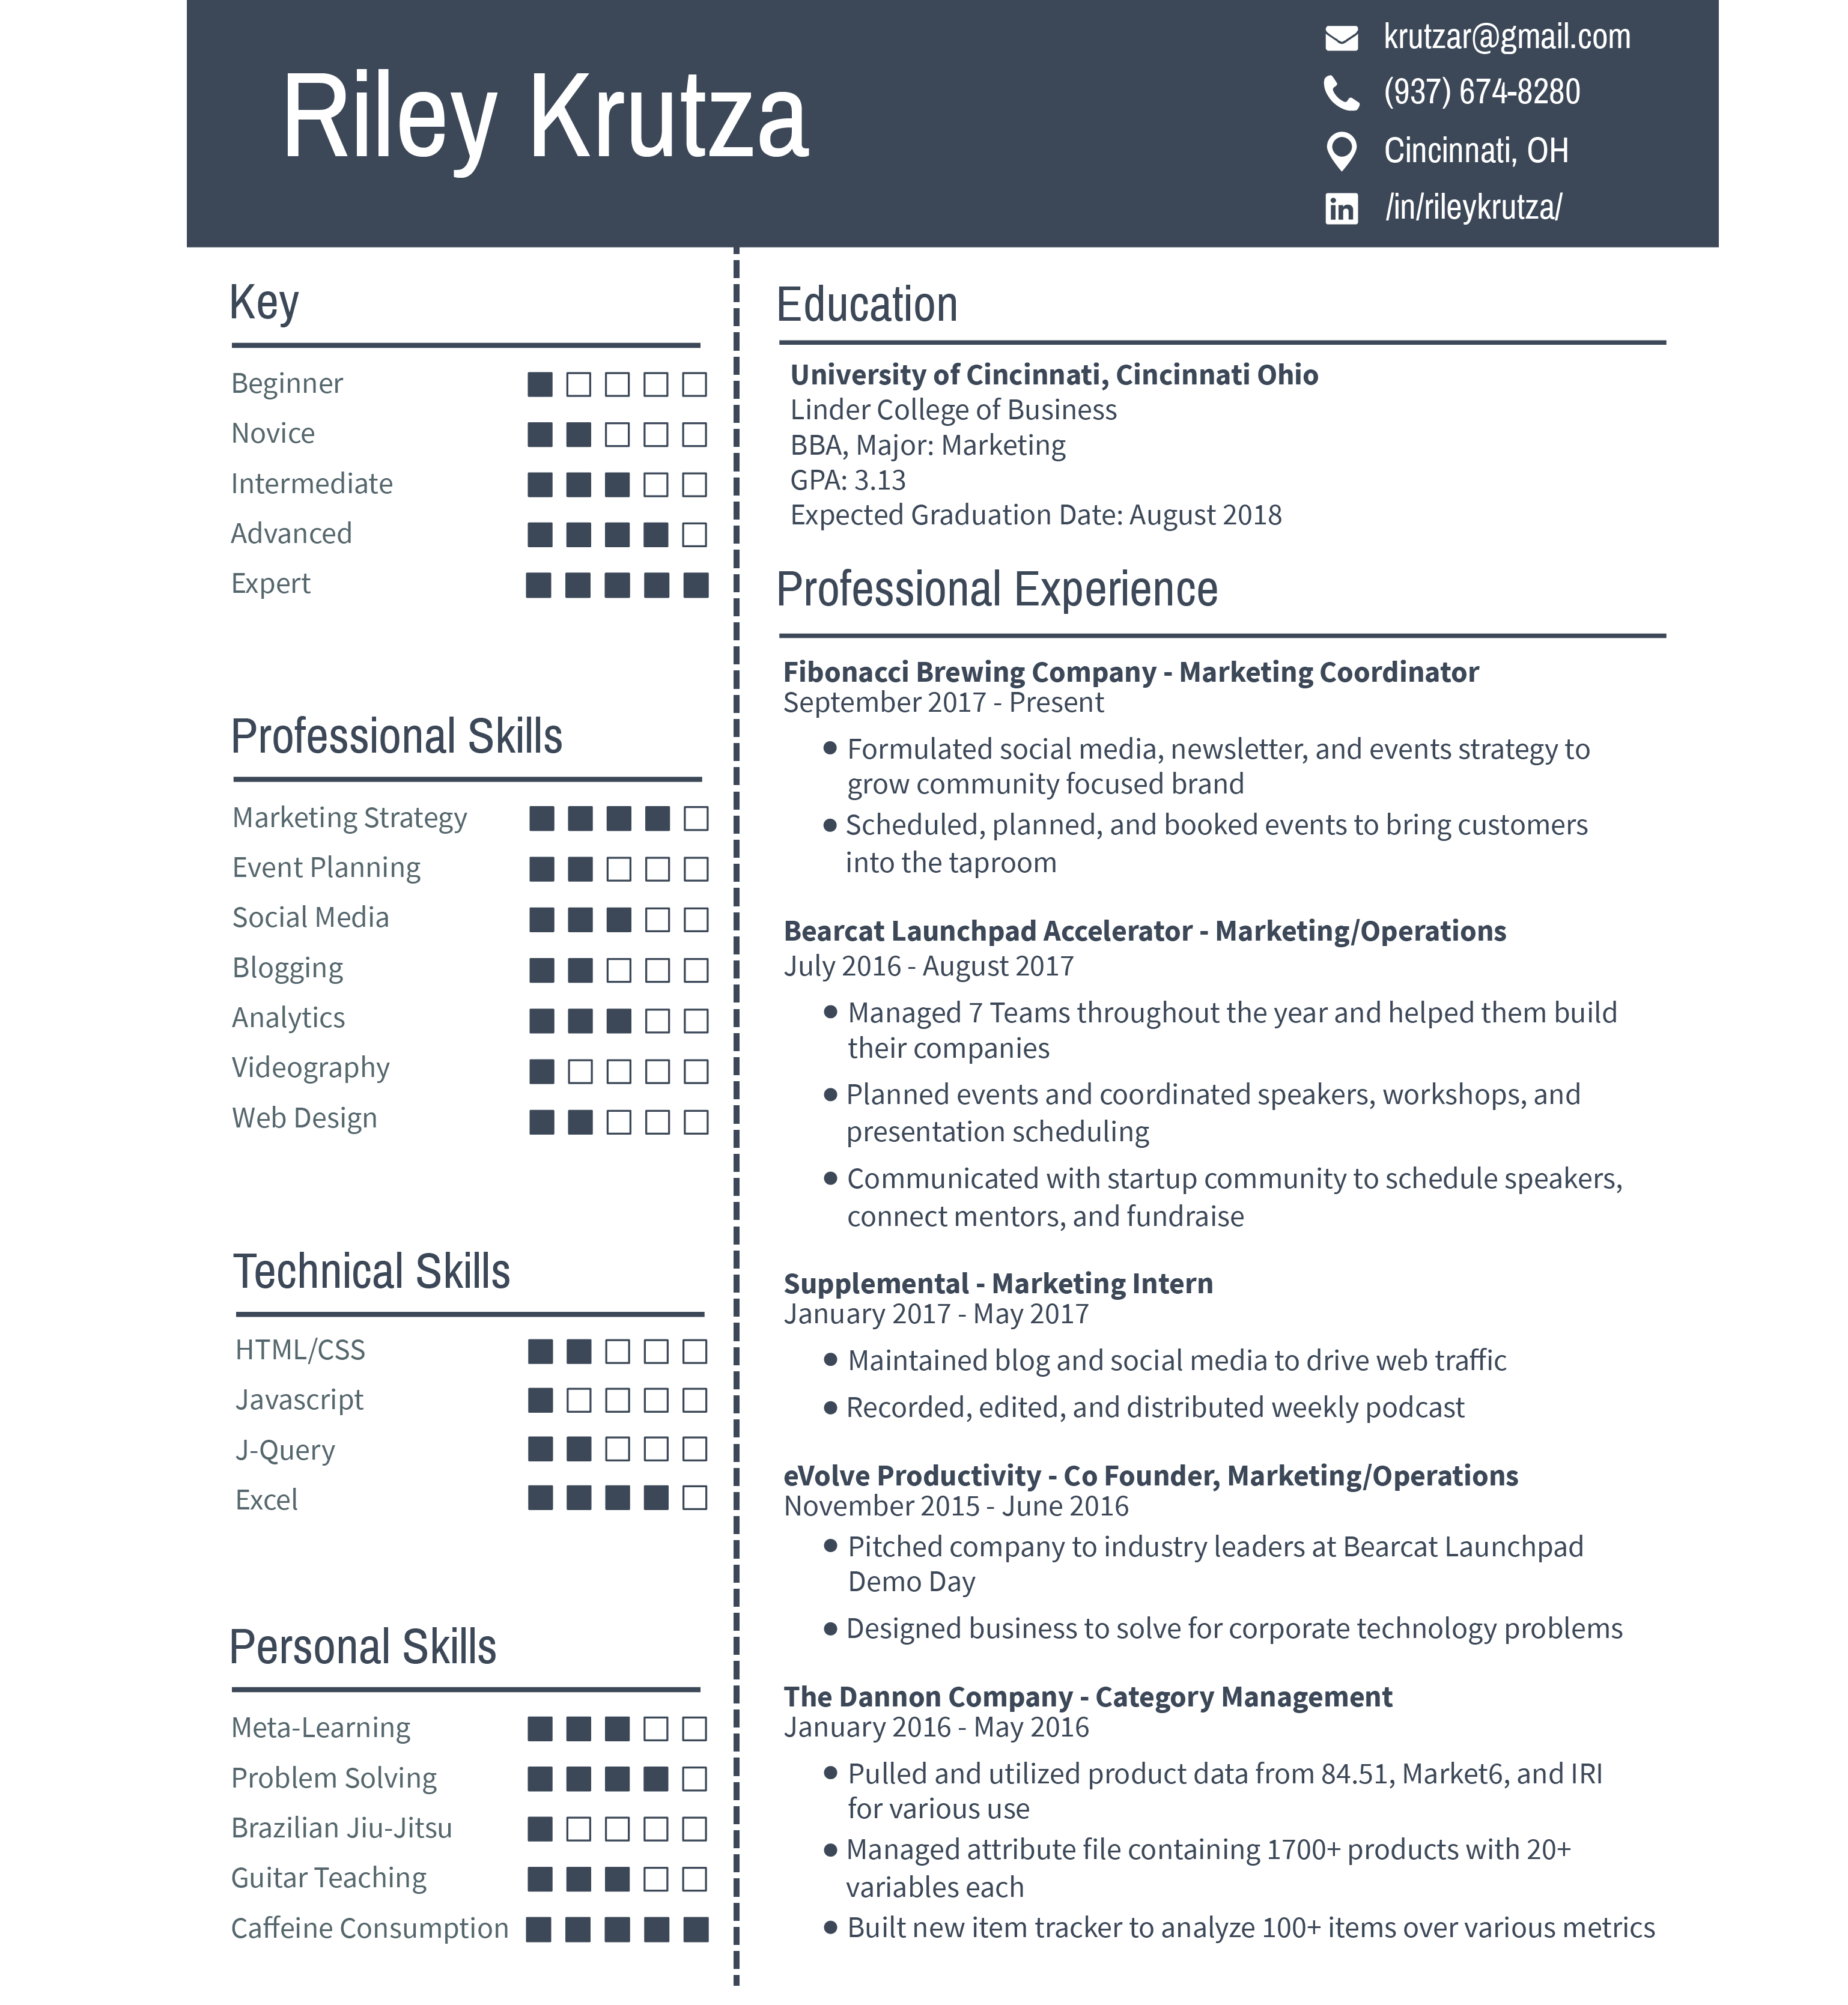 Riley Krutza
krutzar@gmail.com
(937) 674-8280
Cincinnati, OH
/in/rileykrutza/
Key
Beginner
Novice
Intermediate
Advanced
Expert
Professional Skills
Marketing Strategy
Event Planning
Social Media
Blogging
Analytics
Videography
Web Design
Technical Skills
HTML/CSS
Javascript
J-Query
Excel
Personal Skills
Meta-Learning
Problem Solving
Brazilian Jiu-Jitsu
Guitar Teaching
Caffeine Consumption
Education
University of Cincinnati, Cincinnati Ohio
Linder College of Business
BBA, Major: Marketing
GPA: 3.13
Expected Graduation Date: August 2018
Professional Experience
Fibonacci Brewing Company - Marketing Coordinator
September 2017 - Present
● Formulated social media, newsletter, and events strategy to
grow community focused brand
● Scheduled, planned, and booked events to bring customers
into the taproom
Bearcat Launchpad Accelerator - Marketing/Operations
July 2016 - August 2017
● Managed 7 Teams throughout the year and helped them build
their companies
● Planned events and coordinated speakers, workshops, and
presentation scheduling
● Communicated with startup community to schedule speakers,
connect mentors, and fundraise
Supplemental - Marketing Intern
January 2017 - May 2017
● Maintained blog and social media to drive web traffic
● Recorded, edited, and distributed weekly podcast
eVolve Productivity - Co Founder, Marketing/Operations
November 2015 - June 2016
● Pitched company to industry leaders at Bearcat Launchpad
Demo Day
● Designed business to solve for corporate technology problems
The Dannon Company - Category Management
January 2016 - May 2016
● Pulled and utilized product data from 84.51, Market6, and IRI
for various use
● Managed attribute file containing 1700+ products with 20+
variables each
● Built new item tracker to analyze 100+ items over various metrics